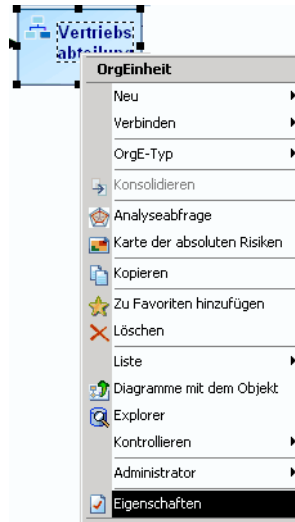 Vertriebs
abteilung
OrgEinheit
Neu
Verbinden
OrgE-Typ
Konsolidieren
Analyseabfrage
Karte der absoluten Risiken
Kopieren
Zu Favoriten hinzufügen
Löschen
Liste
Diagramme mit dem Objekt
Explorer
Kontrollieren
Administrator
Eigenschaften